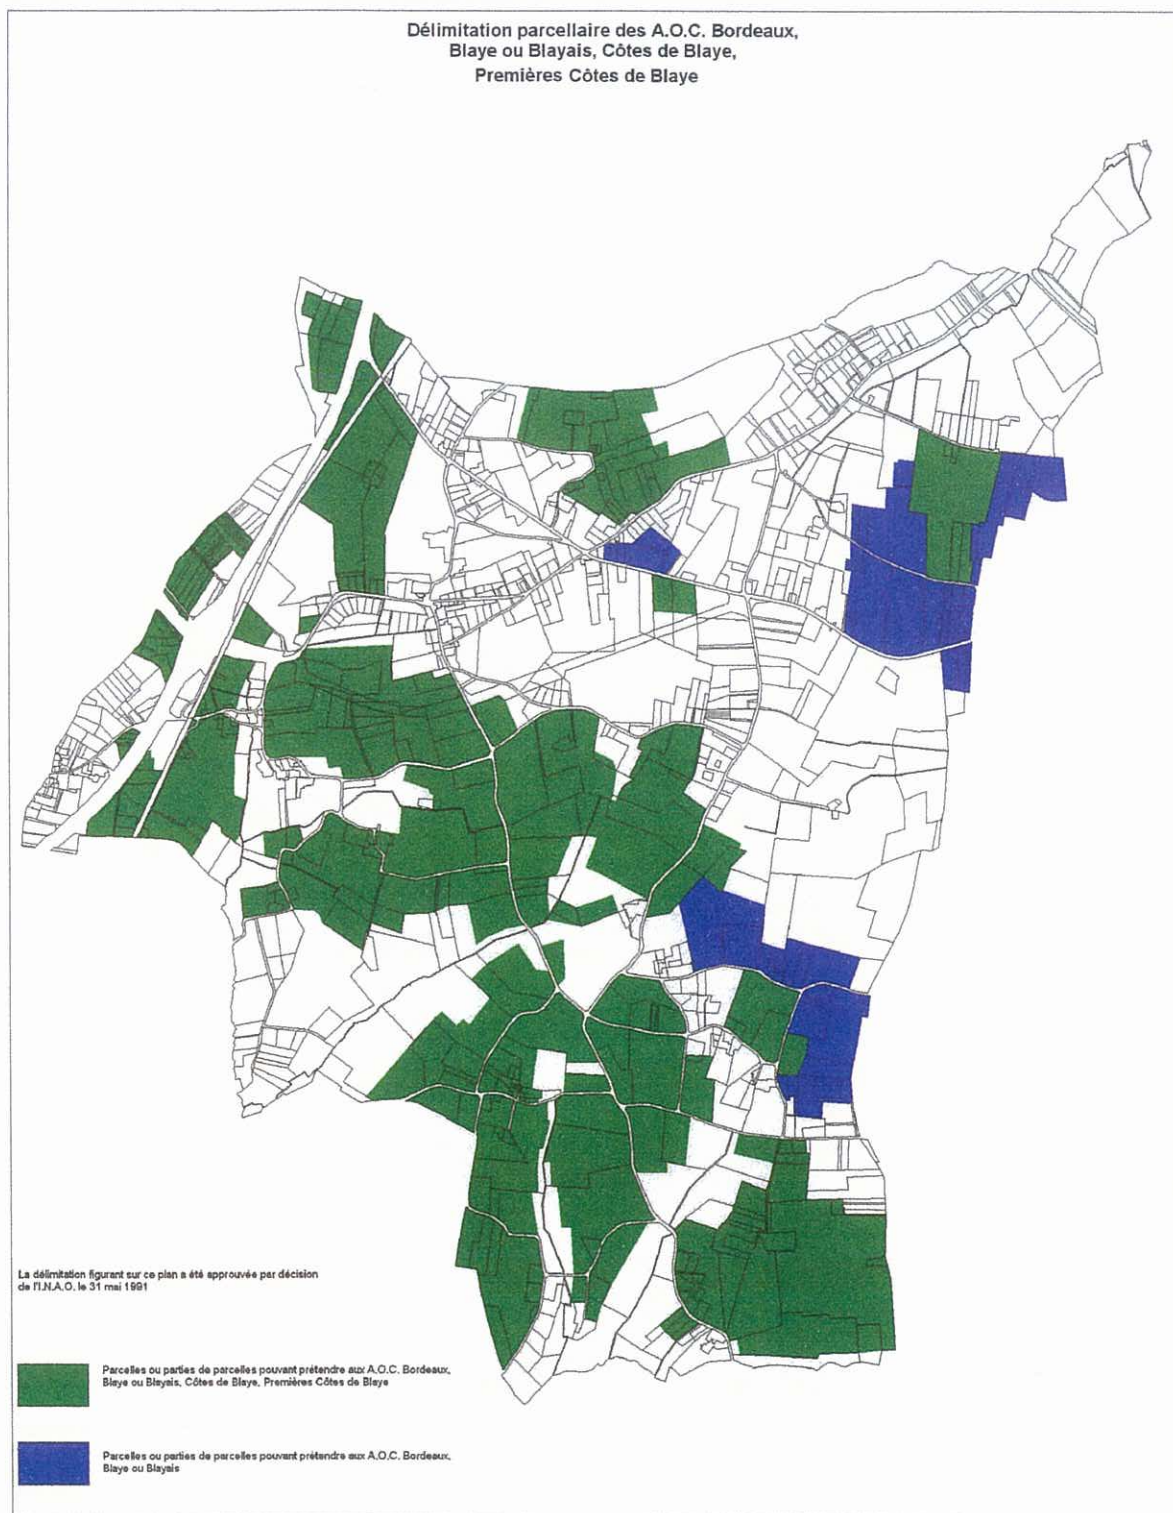 Délimitation parcellaire des A.O.C. Bordeaux,
Blaye ou Blayais, Côtes de Blaye,
Premières Côtes de Blaye
La délimitation figurant sur ce plan a été approuvée par décision
de l'I.N.A.O. le 31 mai 1991
Parcelles ou parties de parcelles pouvant prétendre aux A.O.C. Bordeaux,
Blaye ou Blayais, Côtes de Blaye, Premières Côtes de Blaye
Parcelles ou parties de parcelles pouvant prétendre aux A.O.C. Bordeaux,
Blaye ou Blayais